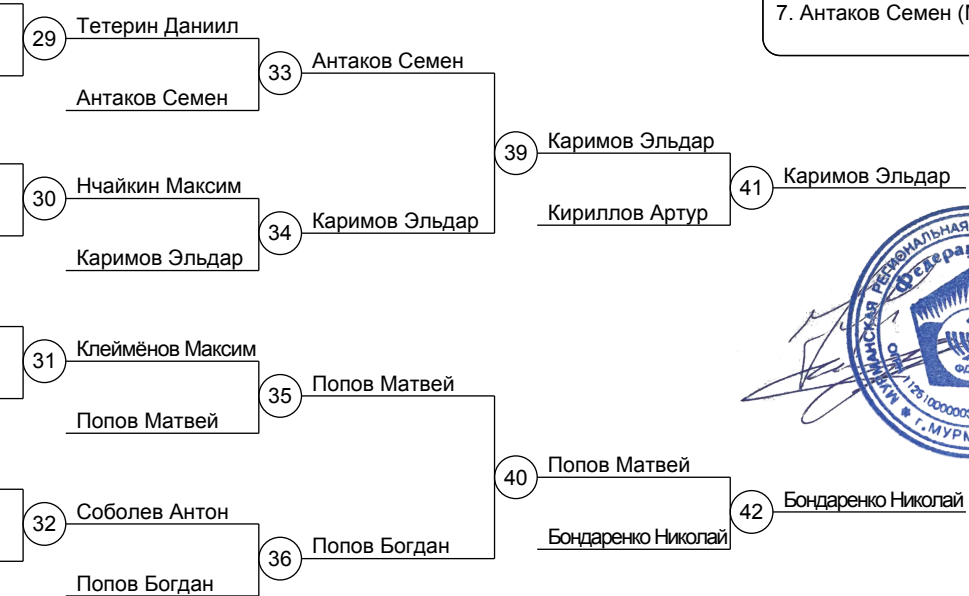 7. Антаков Семен
29 Тетерин Даниил
33 Антаков Семен
Антаков Семен
39 Каримов Эльдар
30 Нчайкин Максим
41 Каримов Эльдар
34 Каримов Эльдар
Кириллов Артур
Каримов Эльдар
31 Клеймёнов Максим
35 Попов Матвей
Попов Матвей
40 Попов Матвей
32 Соболев Антон
42 Бондаренко Николай
36 Попов Богдан
Бондаренко Николай
Попов Богдан
МУРМАНСКАЯ